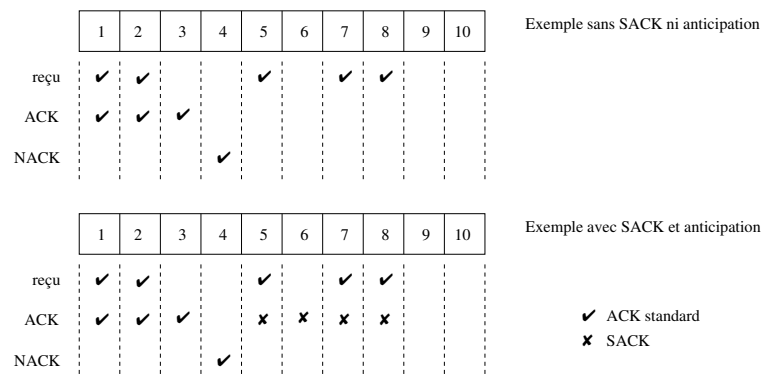 1 2 3 4 5 6 7 8 9 10 Exemple sans SACK ni anticipation
reçu ✔ ✔ ✔ ✔ ✔
ACK ✔ ✔ ✔
NACK ✔
1 2 3 4 5 6 7 8 9 10 Exemple avec SACK et anticipation
reçu ✔ ✔ ✔ ✔ ✔
ACK ✔ ✔ ✔ ✘ ✘ ✘ ✘ ✔ ACK standard
✘ SACK
NACK ✔